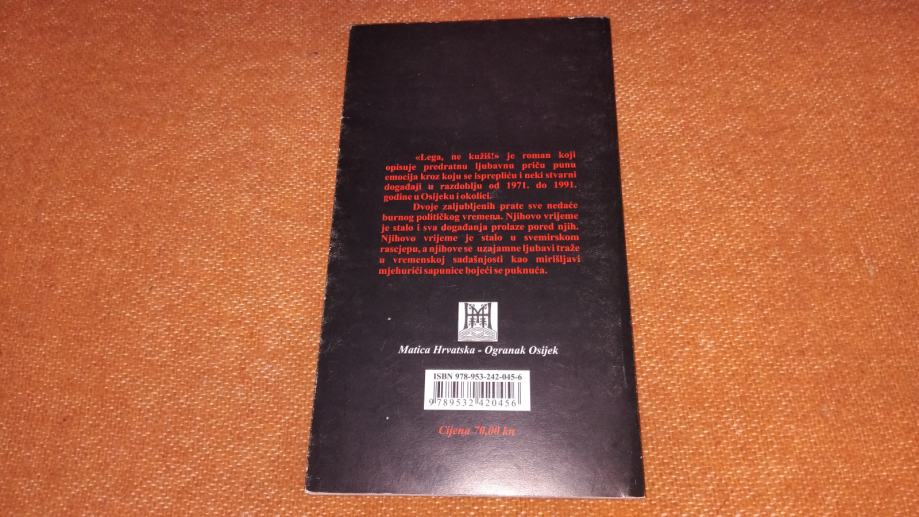 «Lega, ne kužiš!» je roman koji
opisuje predratnu ljubavnu priču punu
emocija kroz koju se isprepliću i neki stvarni
događaji u razdoblju od 1971. do 1991.
godine u Osijeku i okolici.
Dvoje zaljubljenih prate sve nedaće
burnog političkog vremena. Njihovo vrijeme
je stalo i sva događanja prolaze pored njih.
Njihovo vrijeme je stalo u svemirskom
rascjepu, a njihove se uzajamne ljubavi traže
u vremenskoj sadašnjosti kao mirišljavi
mjehurići sapunice bojeći se puknuća.
Matica Hrvatska - Ogranak Osijek
ISBN 978-953-242-045-6
9 789532 420456
Cijena 70,00 kn